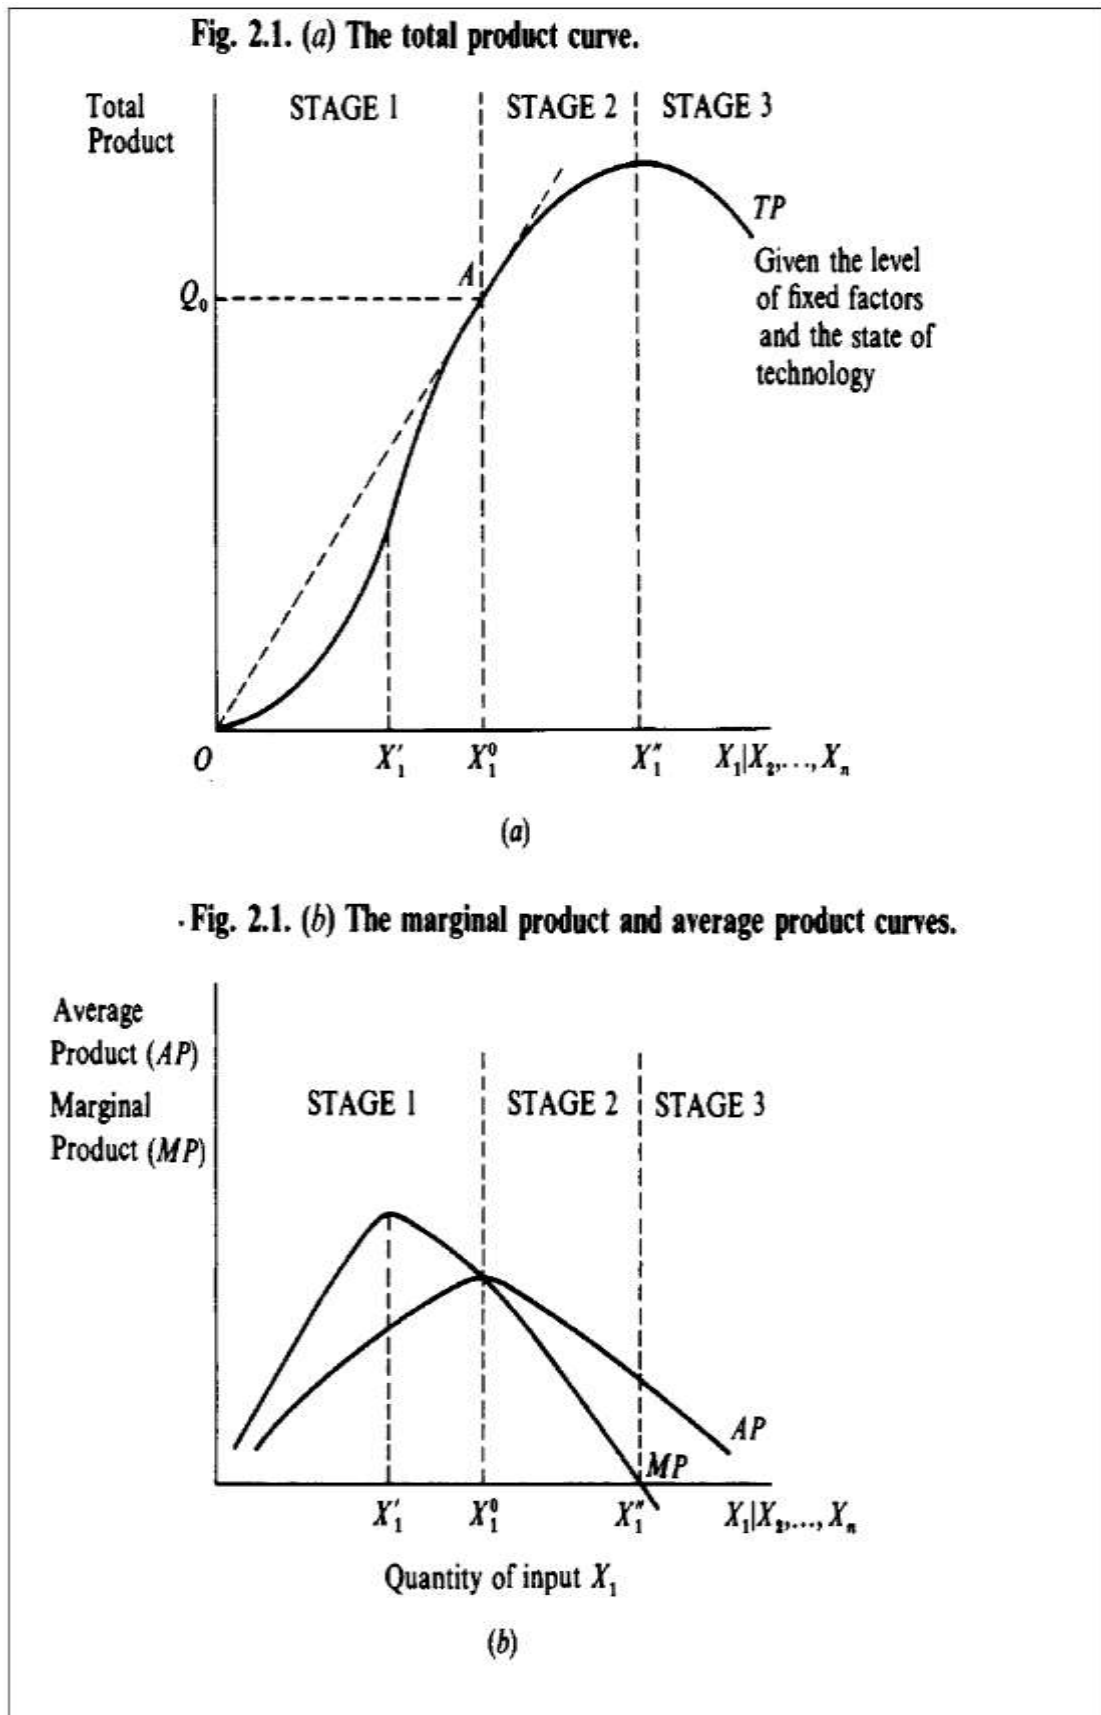 Fig. 2.1. (a) The total product curve.
Total
Product
STAGE 1
STAGE 2
STAGE 3
TP
Given the level
of fixed factors
and the state of
technology
A
Q₀
O
X₁′
X₁⁰
X₁″
X₁|X₂,..., Xₙ
(a)
Fig. 2.1. (b) The marginal product and average product curves.
Average
Product (AP)
Marginal
Product (MP)
STAGE 1
STAGE 2
STAGE 3
AP
MP
X₁′
X₁⁰
X₁″
X₁|X₂,..., Xₙ
Quantity of input X₁
(b)